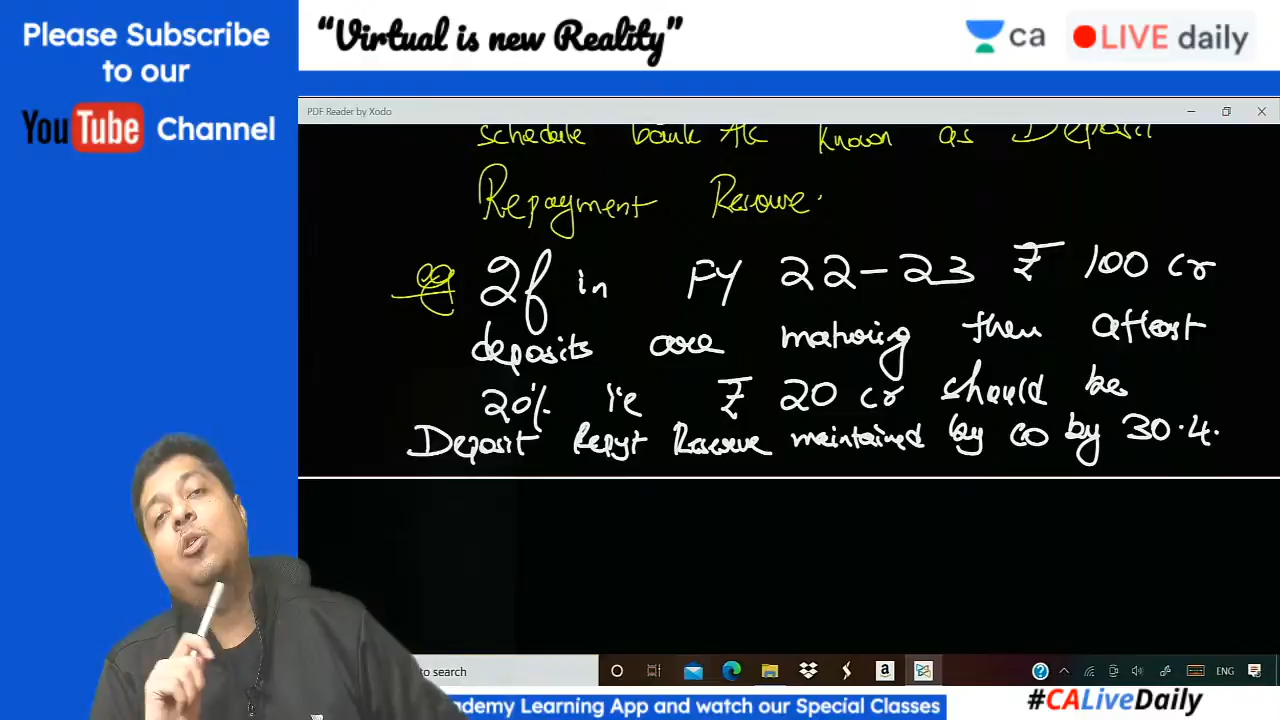 Please Subscribe
to our
YouTube Channel
“Virtual is new Reality”
ca
LIVE daily
PDF Reader by Xodo
schedule bank A/c known as Deposit
Repayment Reserve.
eg If in FY 22-23 ₹ 100 cr
deposits are maturing then atleast
20% i.e ₹ 20 cr should be
Deposit Repyt Reserve maintained by co by 30.4.
to search
ENG
ademy Learning App and watch our Special Classes
#CALiveDaily